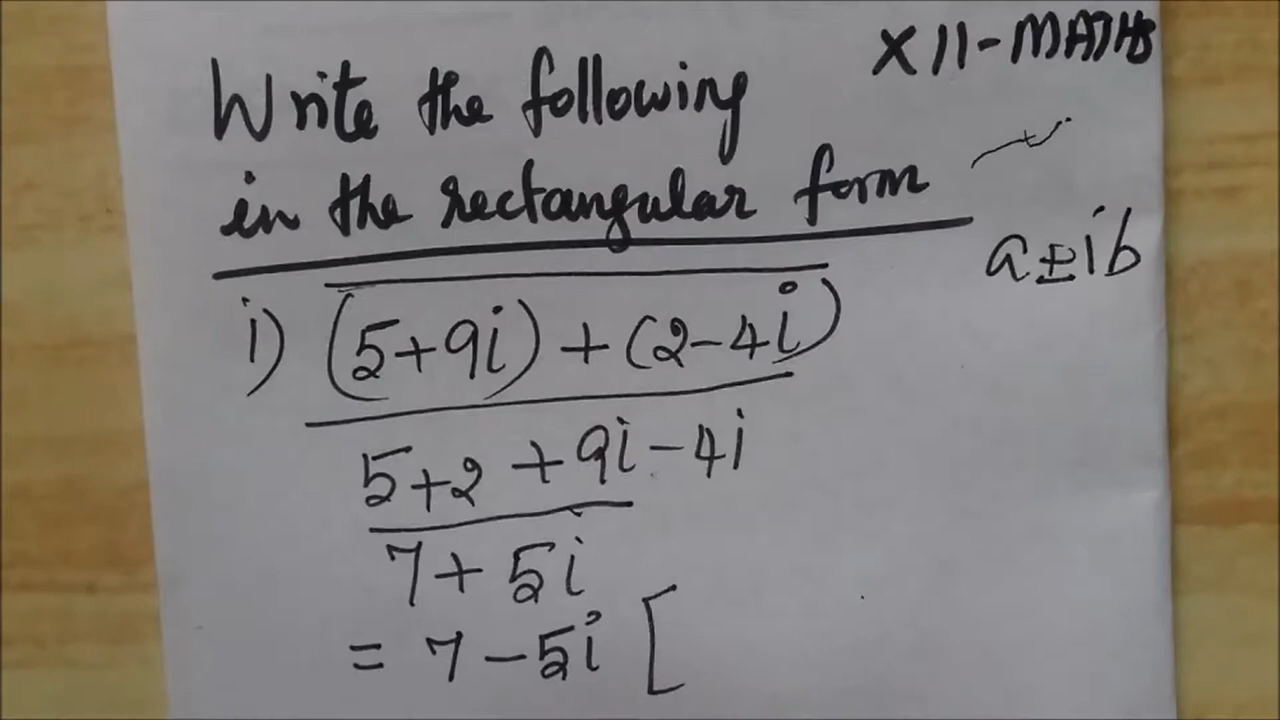 XII-MATHS
Write the following
in the rectangular form
a±ib
i) (5+9i)+(2-4i)
5+2+9i-4i
7+5i
= 7-5i [